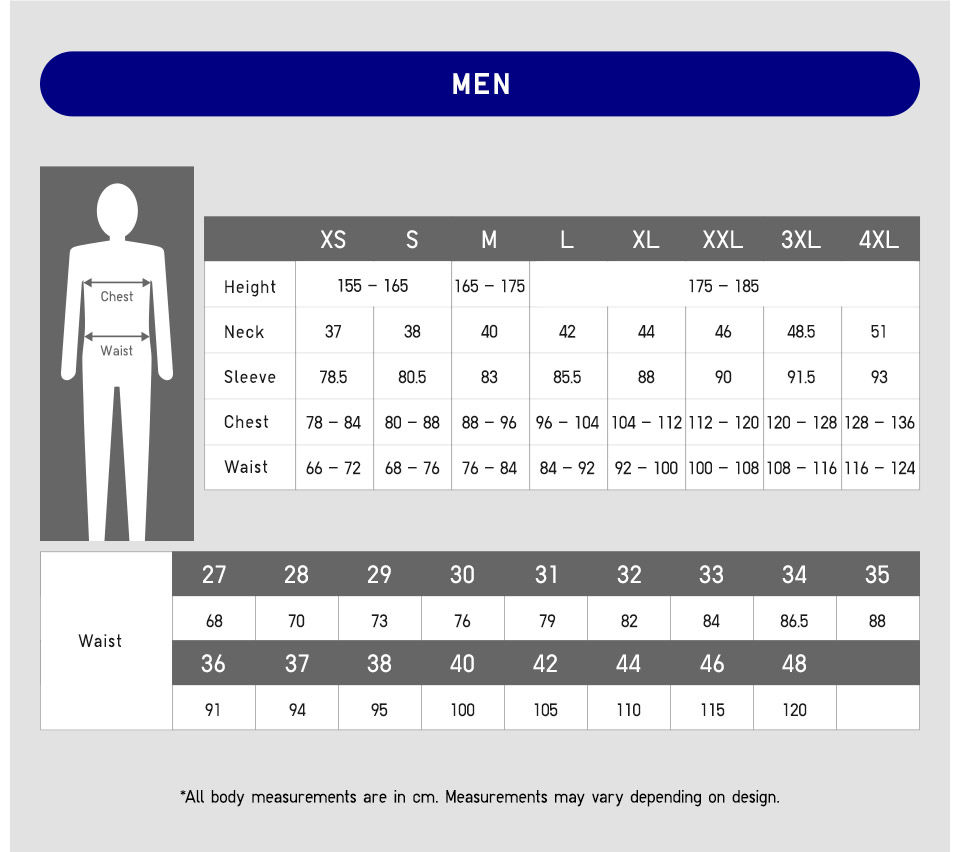 MEN
Chest
Waist
XS S M L XL XXL 3XL 4XL
Height 155 – 165 165 – 175 175 – 185
Neck 37 38 40 42 44 46 48.5 51
Sleeve 78.5 80.5 83 85.5 88 90 91.5 93
Chest 78 – 84 80 – 88 88 – 96 96 – 104 104 – 112 112 – 120 120 – 128 128 – 136
Waist 66 – 72 68 – 76 76 – 84 84 – 92 92 – 100 100 – 108 108 – 116 116 – 124
Waist
27 28 29 30 31 32 33 34 35
68 70 73 76 79 82 84 86.5 88
36 37 38 40 42 44 46 48
91 94 95 100 105 110 115 120
*All body measurements are in cm. Measurements may vary depending on design.